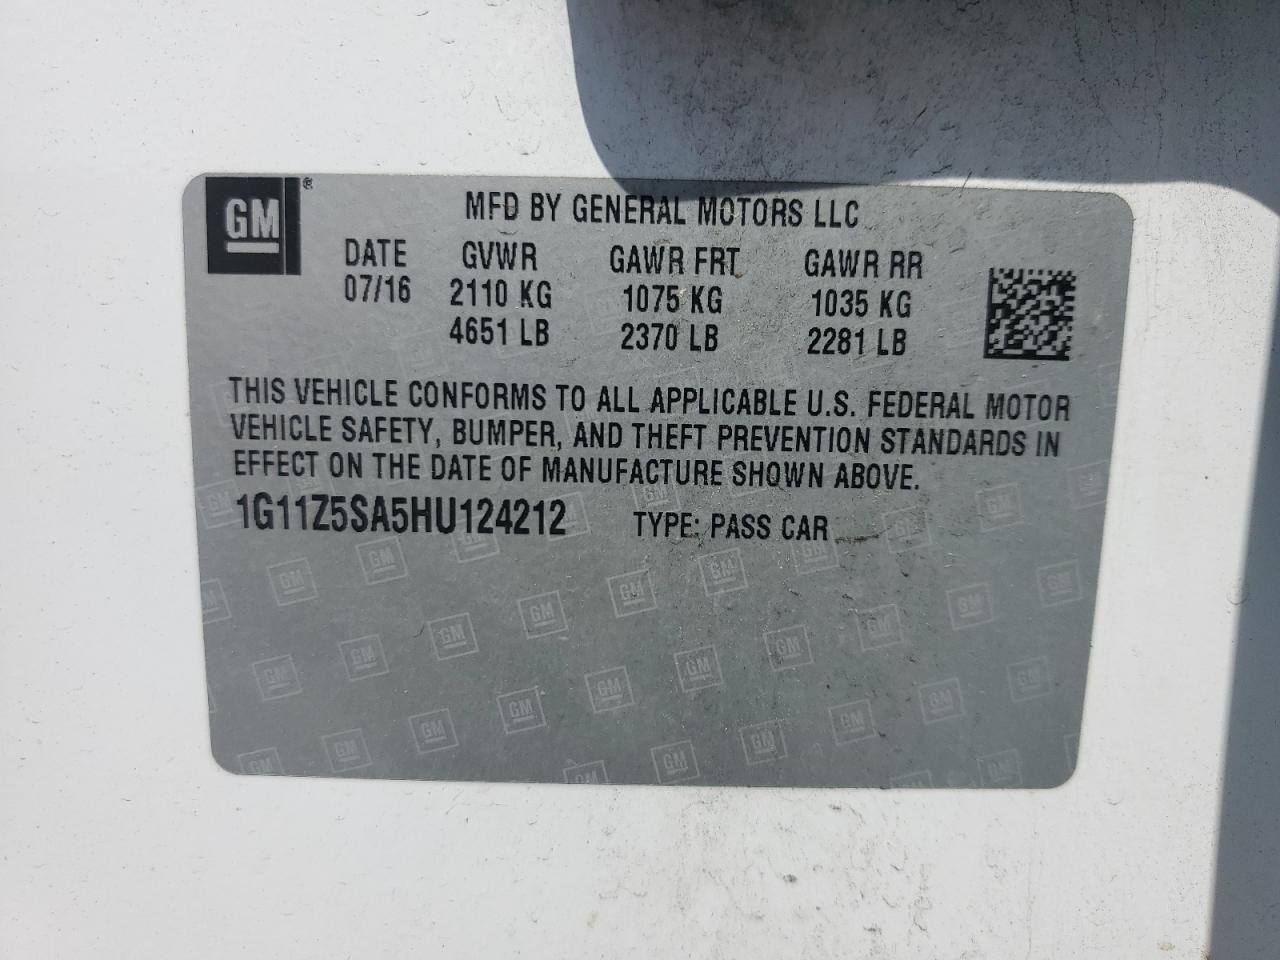 GM®
MFD BY GENERAL MOTORS LLC
DATE GVWR GAWR FRT GAWR RR
07/16 2110 KG 1075 KG 1035 KG
4651 LB 2370 LB 2281 LB
THIS VEHICLE CONFORMS TO ALL APPLICABLE U.S. FEDERAL MOTOR
VEHICLE SAFETY, BUMPER, AND THEFT PREVENTION STANDARDS IN
EFFECT ON THE DATE OF MANUFACTURE SHOWN ABOVE.
1G11Z5SA5HU124212 TYPE: PASS CAR